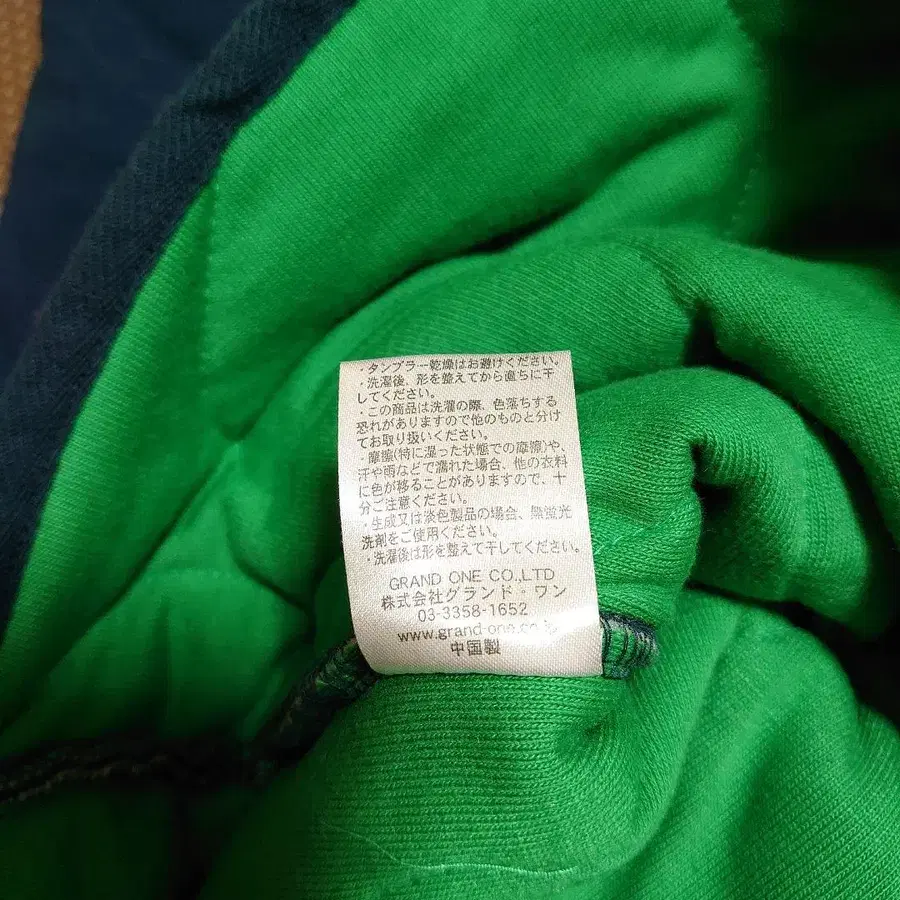 ・タンブラー乾燥はお避けください。
・洗濯後、形を整えてから直ちに干
してください。
・この商品は洗濯の際、色落ちする
恐れがありますので他のものと分け
てお取り扱いください。
・摩擦(特に湿った状態での摩擦)や、
汗や雨などで濡れた場合、他の衣料
に色が移ることがありますので、十
分ご注意ください。
・生成又は淡色製品の場合、無蛍光
洗剤をご使用ください。
・洗濯後は形を整えて干してください。
GRAND ONE CO.,LTD
株式会社グランド・ワン
03-3358-1652
www.grand-one.co.jp
中国製